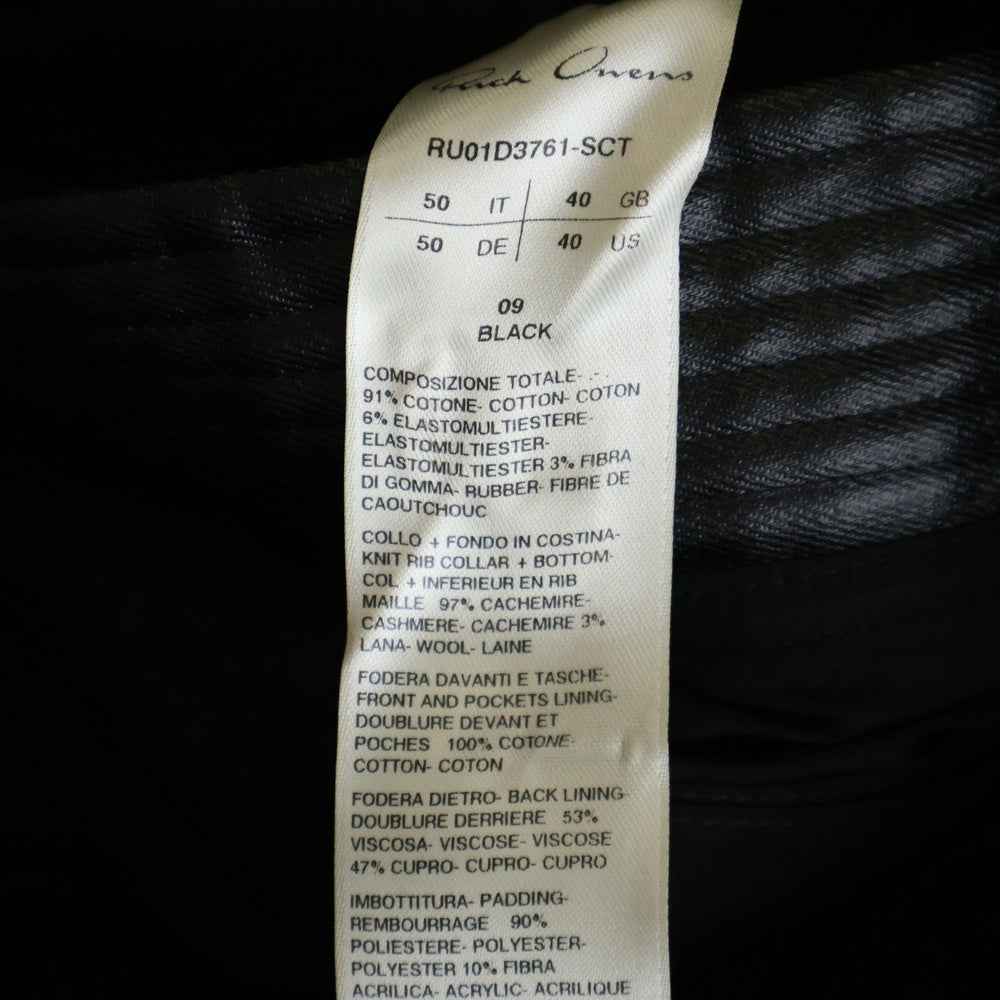 Rick Owens
RU01D3761-SCT
50 IT 40 GB
50 DE 40 US
09
BLACK
COMPOSIZIONE TOTALE- .- .
91% COTONE- COTTON- COTON
6% ELASTOMULTIESTERE-
ELASTOMULTIESTER-
ELASTOMULTIESTER 3% FIBRA
DI GOMMA- RUBBER- FIBRE DE
CAOUTCHOUC
COLLO + FONDO IN COSTINA-
KNIT RIB COLLAR + BOTTOM-
COL + INFERIEUR EN RIB
MAILLE 97% CACHEMIRE-
CASHMERE- CACHEMIRE 3%
LANA- WOOL- LAINE
FODERA DAVANTI E TASCHE-
FRONT AND POCKETS LINING-
DOUBLURE DEVANT ET
POCHES 100% COTONE-
COTTON- COTON
FODERA DIETRO- BACK LINING-
DOUBLURE DERRIERE 53%
VISCOSA- VISCOSE- VISCOSE
47% CUPRO- CUPRO- CUPRO
IMBOTTITURA- PADDING-
REMBOURRAGE 90%
POLIESTERE- POLYESTER-
POLYESTER 10% FIBRA
ACRILICA- ACRYLIC- ACRILIQUE